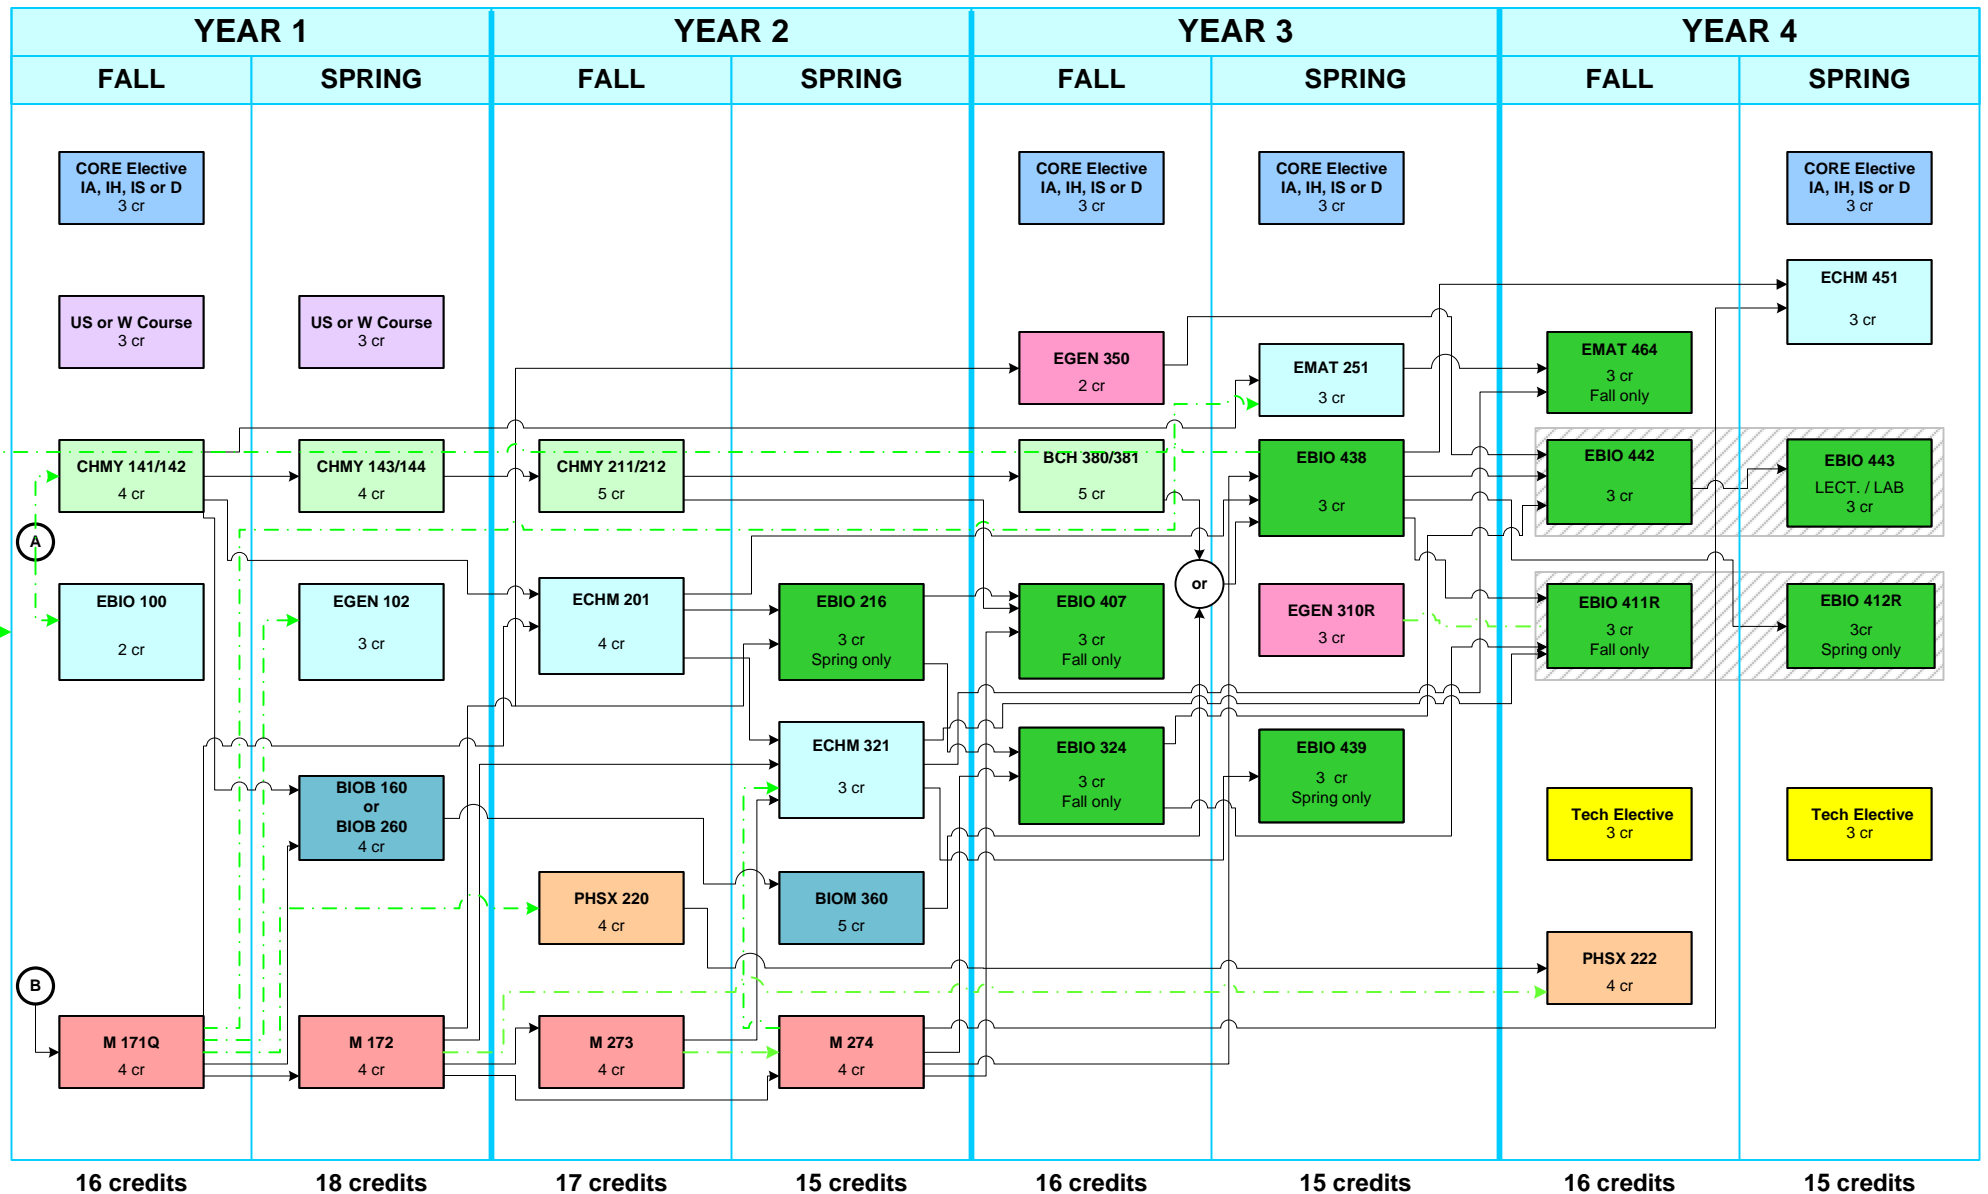 YEAR 1
YEAR 2
YEAR 3
YEAR 4
FALL
SPRING
FALL
SPRING
FALL
SPRING
FALL
SPRING
CORE Elective
IA, IH, IS or D
3 cr
US or W Course
3 cr
CHMY 141/142
4 cr
A
EBIO 100
2 cr
B
M 171Q
4 cr
16 credits
US or W Course
3 cr
CHMY 143/144
4 cr
EGEN 102
3 cr
BIOB 160
or
BIOB 260
4 cr
M 172
4 cr
18 credits
CHMY 211/212
5 cr
ECHM 201
4 cr
PHSX 220
4 cr
M 273
4 cr
17 credits
EBIO 216
3 cr
Spring only
ECHM 321
3 cr
BIOM 360
5 cr
M 274
4 cr
15 credits
CORE Elective
IA, IH, IS or D
3 cr
EGEN 350
2 cr
BCH 380/381
5 cr
or
EBIO 407
3 cr
Fall only
EBIO 324
3 cr
Fall only
16 credits
CORE Elective
IA, IH, IS or D
3 cr
EMAT 251
3 cr
EBIO 438
3 cr
EGEN 310R
3 cr
EBIO 439
3 cr
Spring only
15 credits
EMAT 464
3 cr
Fall only
EBIO 442
3 cr
EBIO 411R
3 cr
Fall only
Tech Elective
3 cr
PHSX 222
4 cr
16 credits
CORE Elective
IA, IH, IS or D
3 cr
ECHM 451
3 cr
EBIO 443
LECT. / LAB
3 cr
EBIO 412R
3cr
Spring only
Tech Elective
3 cr
15 credits